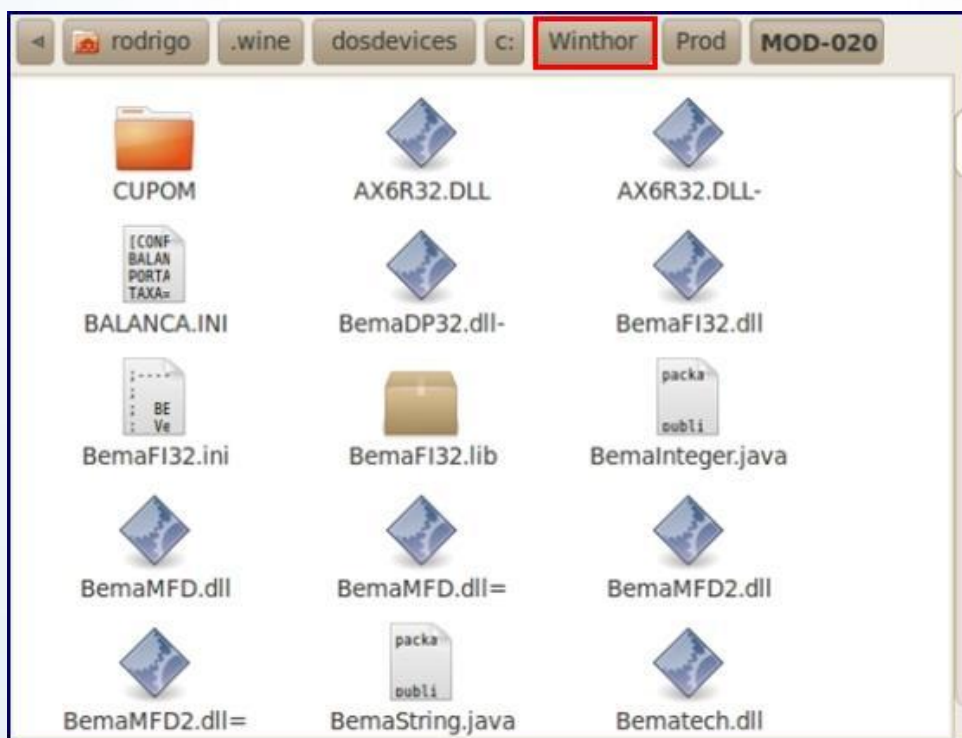 rodrigo .wine dosdevices c: Winthor Prod MOD-020
CUPOM AX6R32.DLL AX6R32.DLL-
[CONF
BALAN
PORTA
TAXA=
BALANCA.INI BemaDP32.dll- BemaFI32.dll
;----
;
; BE
; Ve
packa
publi
BemaFI32.ini BemaFI32.lib BemaInteger.java
BemaMFD.dll BemaMFD.dll= BemaMFD2.dll
packa
publi
BemaMFD2.dll= BemaString.java Bematech.dll